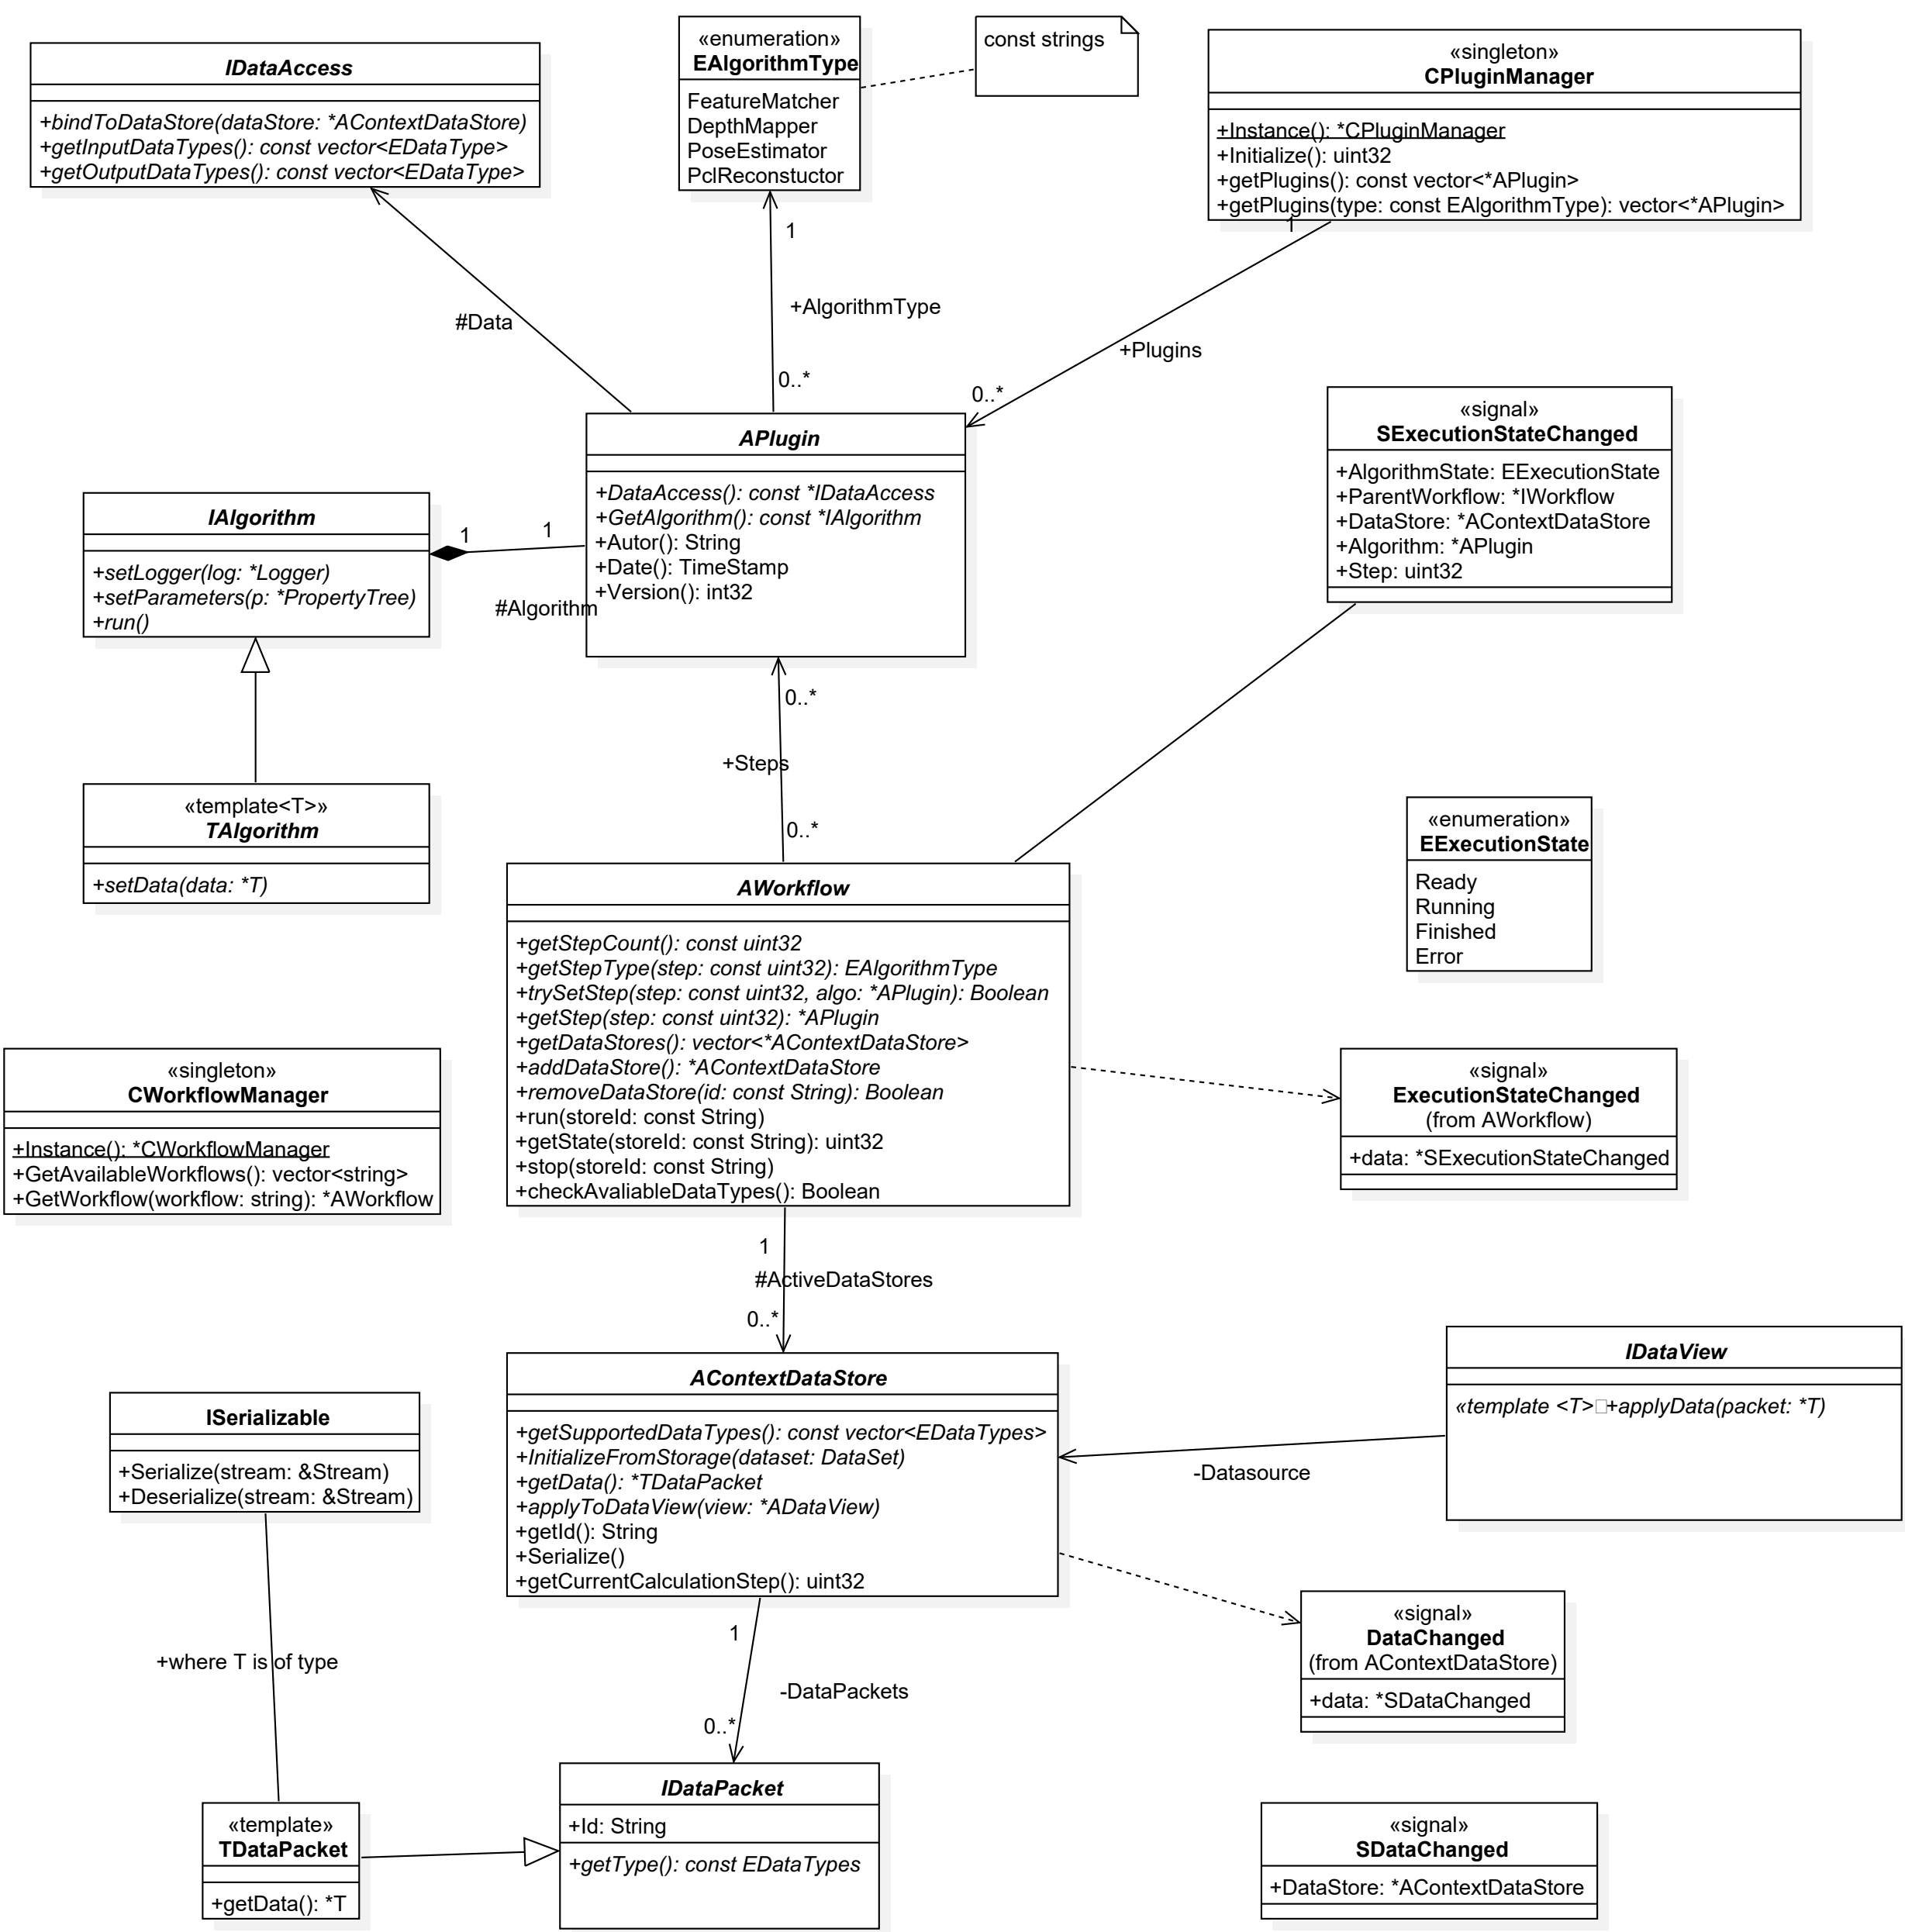 IDataAccess
+bindToDataStore(dataStore: *AContextDataStore)
+getInputDataTypes(): const vector<EDataType>
+getOutputDataTypes(): const vector<EDataType>
«enumeration»
EAlgorithmType
FeatureMatcher
DepthMapper
PoseEstimator
PclReconstuctor
const strings
«singleton»
CPluginManager
+Instance(): *CPluginManager
+Initialize(): uint32
+getPlugins(): const vector<*APlugin>
+getPlugins(type: const EAlgorithmType): vector<*APlugin>
1
1
+AlgorithmType
0..*
#Data
+Plugins
0..*
APlugin
+DataAccess(): const *IDataAccess
+GetAlgorithm(): const *IAlgorithm
+Autor(): String
+Date(): TimeStamp
+Version(): int32
«signal»
SExecutionStateChanged
+AlgorithmState: EExecutionState
+ParentWorkflow: *IWorkflow
+DataStore: *AContextDataStore
+Algorithm: *APlugin
+Step: uint32
IAlgorithm
+setLogger(log: *Logger)
+setParameters(p: *PropertyTree)
+run()
1
1
#Algorithm
«template<T>»
TAlgorithm
+setData(data: *T)
0..*
+Steps
0..*
«enumeration»
EExecutionState
Ready
Running
Finished
Error
AWorkflow
+getStepCount(): const uint32
+getStepType(step: const uint32): EAlgorithmType
+trySetStep(step: const uint32, algo: *APlugin): Boolean
+getStep(step: const uint32): *APlugin
+getDataStores(): vector<*AContextDataStore>
+addDataStore(): *AContextDataStore
+removeDataStore(id: const String): Boolean
+run(storeId: const String)
+getState(storeId: const String): uint32
+stop(storeId: const String)
+checkAvaliableDataTypes(): Boolean
«singleton»
CWorkflowManager
+Instance(): *CWorkflowManager
+GetAvailableWorkflows(): vector<string>
+GetWorkflow(workflow: string): *AWorkflow
«signal»
ExecutionStateChanged
(from AWorkflow)
+data: *SExecutionStateChanged
1
#ActiveDataStores
0..*
AContextDataStore
+getSupportedDataTypes(): const vector<EDataTypes>
+InitializeFromStorage(dataset: DataSet)
+getData(): *TDataPacket
+applyToDataView(view: *ADataView)
+getId(): String
+Serialize()
+getCurrentCalculationStep(): uint32
IDataView
«template <T>□+applyData(packet: *T)
-Datasource
ISerializable
+Serialize(stream: &Stream)
+Deserialize(stream: &Stream)
+where T is of type
1
-DataPackets
0..*
«signal»
DataChanged
(from AContextDataStore)
+data: *SDataChanged
IDataPacket
+Id: String
+getType(): const EDataTypes
«template»
TDataPacket
+getData(): *T
«signal»
SDataChanged
+DataStore: *AContextDataStore